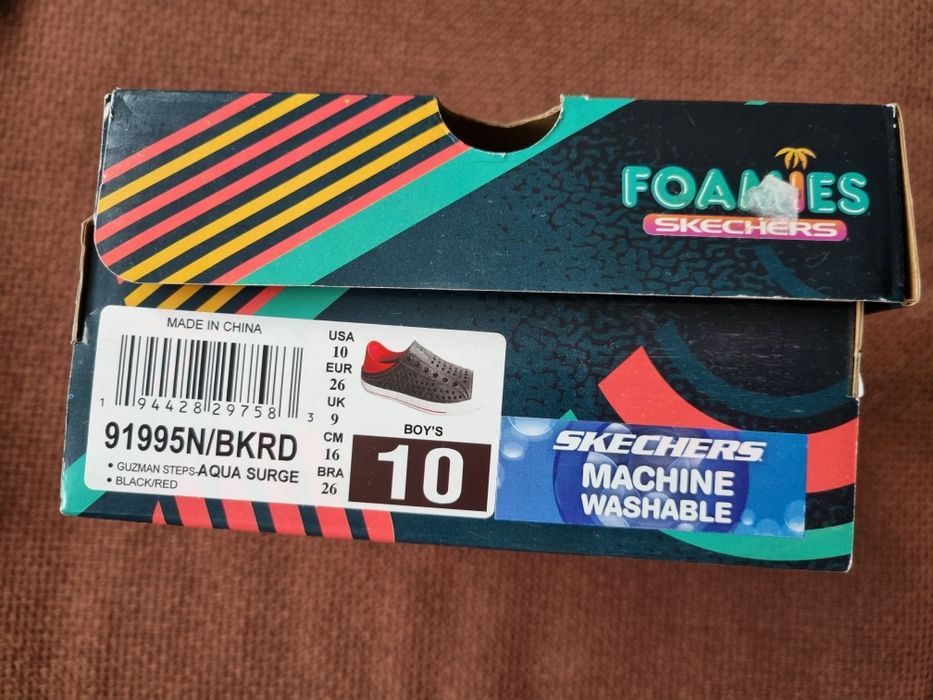 FOAMIES
SKECHERS
MADE IN CHINA
1 94428 29758 3
91995N/BKRD
• GUZMAN STEPS-AQUA SURGE
• BLACK/RED
USA
10
EUR
26
UK
9
CM
16
BRA
26
BOY'S
10
SKECHERS
MACHINE
WASHABLE